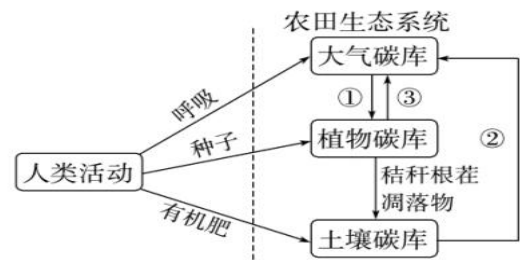 农田生态系统
大气碳库
① ③
呼吸
种子
植物碳库
②
人类活动
秸秆根茬
凋落物
有机肥
土壤碳库